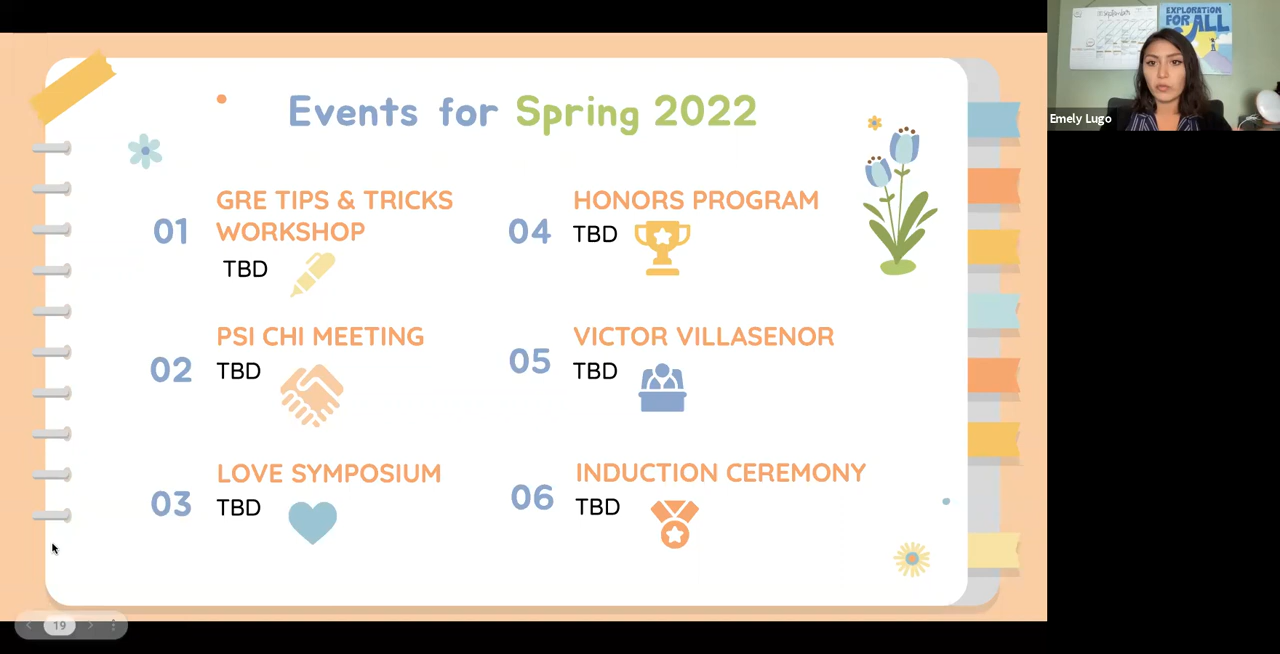 Events for Spring 2022
01
GRE TIPS & TRICKS
WORKSHOP
TBD
02
PSI CHI MEETING
TBD
03
LOVE SYMPOSIUM
TBD
04
HONORS PROGRAM
TBD
05
VICTOR VILLASENOR
TBD
06
INDUCTION CEREMONY
TBD
19
EXPLORATION
FOR ALL
Emely Lugo